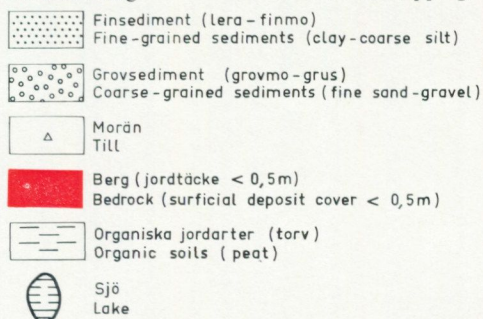 Finsediment (lera-finmo)
Fine-grained sediments (clay-coarse silt)
Grovsediment (grovmo-grus)
Coarse-grained sediments (fine sand-gravel)
Morän
Till
Berg (jordtäcke < 0,5m)
Bedrock (surficial deposit cover < 0,5m)
Organiska jordarter (torv)
Organic soils (peat)
Sjö
Lake